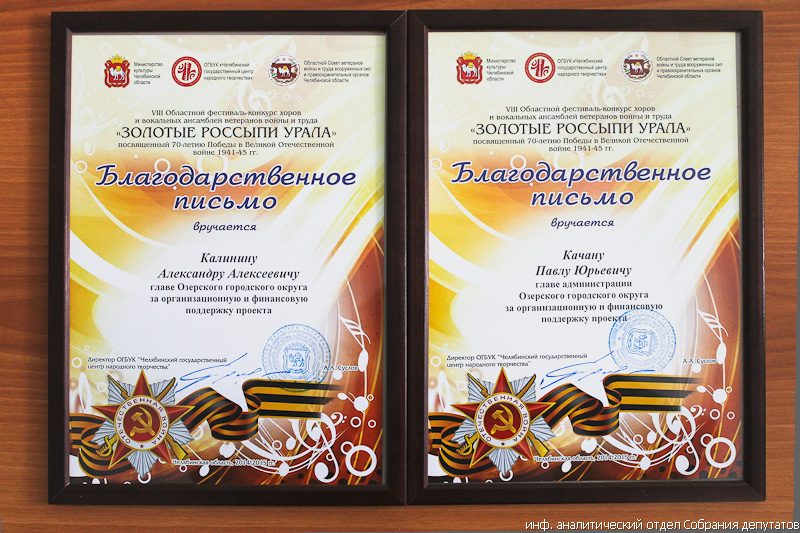 Министерство
культуры
Челябинской
области
ОГБУК «Челябинский
государственный центр
народного творчества»
Областной Совет ветеранов
войны и труда вооруженных сил
и правоохранительных органов
Челябинской области
VIII Областной фестиваль-конкурс хоров
и вокальных ансамблей ветеранов войны и труда
«ЗОЛОТЫЕ РОССЫПИ УРАЛА»
посвященный 70-летию Победы в Великой Отечественной
войне 1941-45 гг.
Благодарственное
письмо
вручается
Калинину
Александру Алексеевичу
главе Озерского городского округа
за организационную и финансовую
поддержку проекта
Директор ОГБУК "Челябинский государственный
центр народного творчества"
А.А. Суслов
ОТЕЧЕСТВЕННАЯ ВОЙНА
Челябинская область, 2014-2015 гг.
Министерство
культуры
Челябинской
области
ОГБУК «Челябинский
государственный центр
народного творчества»
Областной Совет ветеранов
войны и труда вооруженных сил
и правоохранительных органов
Челябинской области
VIII Областной фестиваль-конкурс хоров
и вокальных ансамблей ветеранов войны и труда
«ЗОЛОТЫЕ РОССЫПИ УРАЛА»
посвященный 70-летию Победы в Великой Отечественной
войне 1941-45 гг.
Благодарственное
письмо
вручается
Качану
Павлу Юрьевичу
главе администрации
Озерского городского округа
за организационную и финансовую
поддержку проекта
Директор ОГБУК "Челябинский государственный
центр народного творчества"
А.А. Суслов
ОТЕЧЕСТВЕННАЯ ВОЙНА
Челябинская область, 2014-2015 гг.
инф. аналитический отдел Собрания депутатов